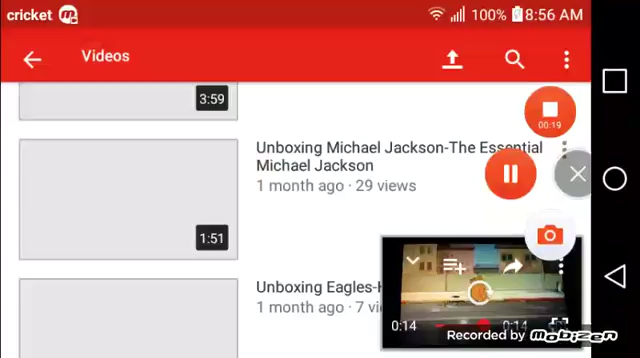 cricket
100%
8:56 AM
Videos
3:59
00:19
Unboxing Michael Jackson-The Essential
Michael Jackson
1 month ago · 29 views
1:51
Unboxing Eagles-
1 month ago · 7
0:14
0:14
Recorded by
mobizen